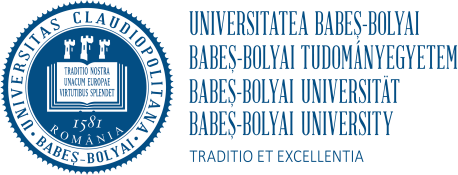 UNIVERSITAS CLAUDIOPOLITANA
TRADITIO NOSTRA
UNACUM EUROPAE
VIRTUTIBUS SPLENDET
1581
ROMÂNIA
· BABEȘ-BOLYAI ·
UNIVERSITATEA BABEȘ-BOLYAI
BABEȘ-BOLYAI TUDOMÁNYEGYETEM
BABEȘ-BOLYAI UNIVERSITÄT
BABEȘ-BOLYAI UNIVERSITY
TRADITIO ET EXCELLENTIA